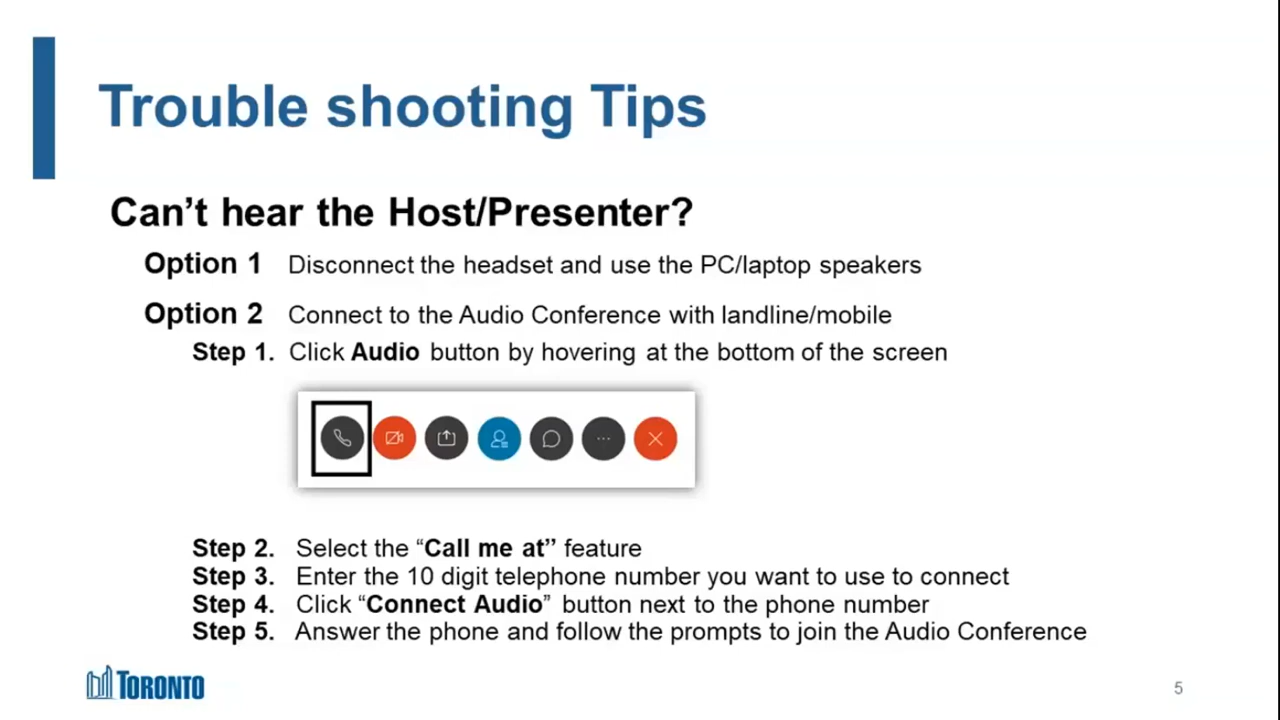 Trouble shooting Tips
Can’t hear the Host/Presenter?
Option 1 Disconnect the headset and use the PC/laptop speakers
Option 2 Connect to the Audio Conference with landline/mobile
Step 1. Click Audio button by hovering at the bottom of the screen
Step 2. Select the “Call me at” feature
Step 3. Enter the 10 digit telephone number you want to use to connect
Step 4. Click “Connect Audio” button next to the phone number
Step 5. Answer the phone and follow the prompts to join the Audio Conference
TORONTO
5